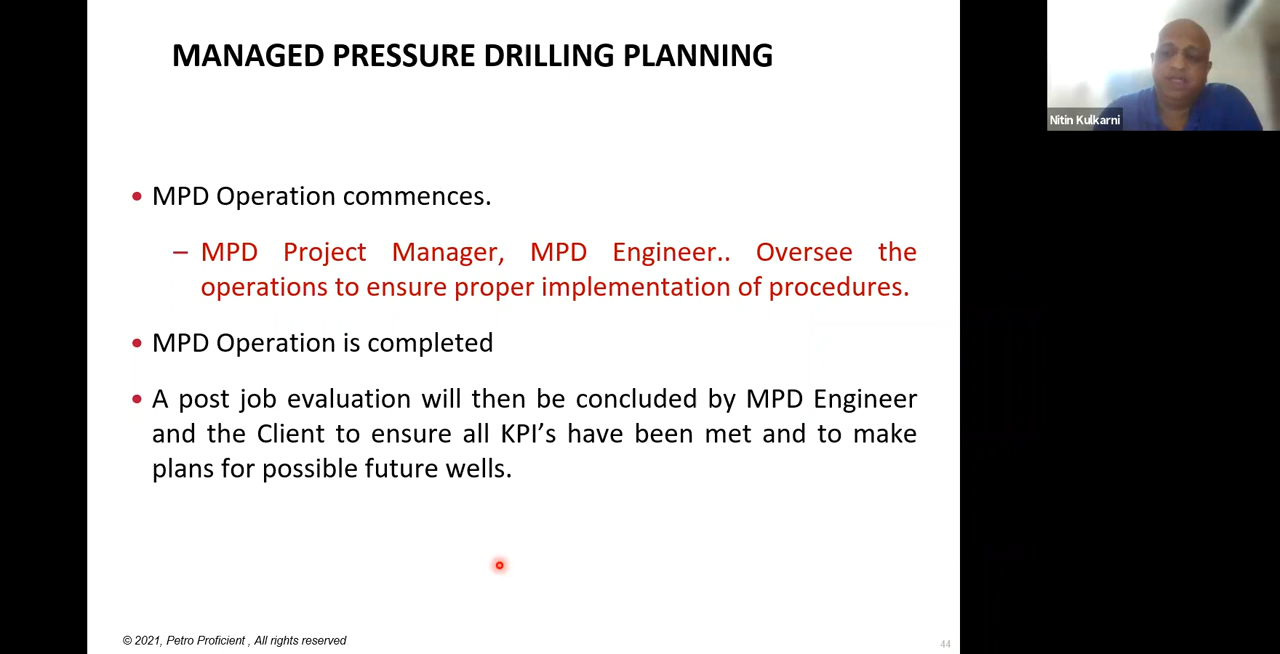 MANAGED PRESSURE DRILLING PLANNING
Nitin Kulkarni
• MPD Operation commences.
– MPD Project Manager, MPD Engineer.. Oversee the
operations to ensure proper implementation of procedures.
• MPD Operation is completed
• A post job evaluation will then be concluded by MPD Engineer
and the Client to ensure all KPI's have been met and to make
plans for possible future wells.
© 2021, Petro Proficient , All rights reserved
44